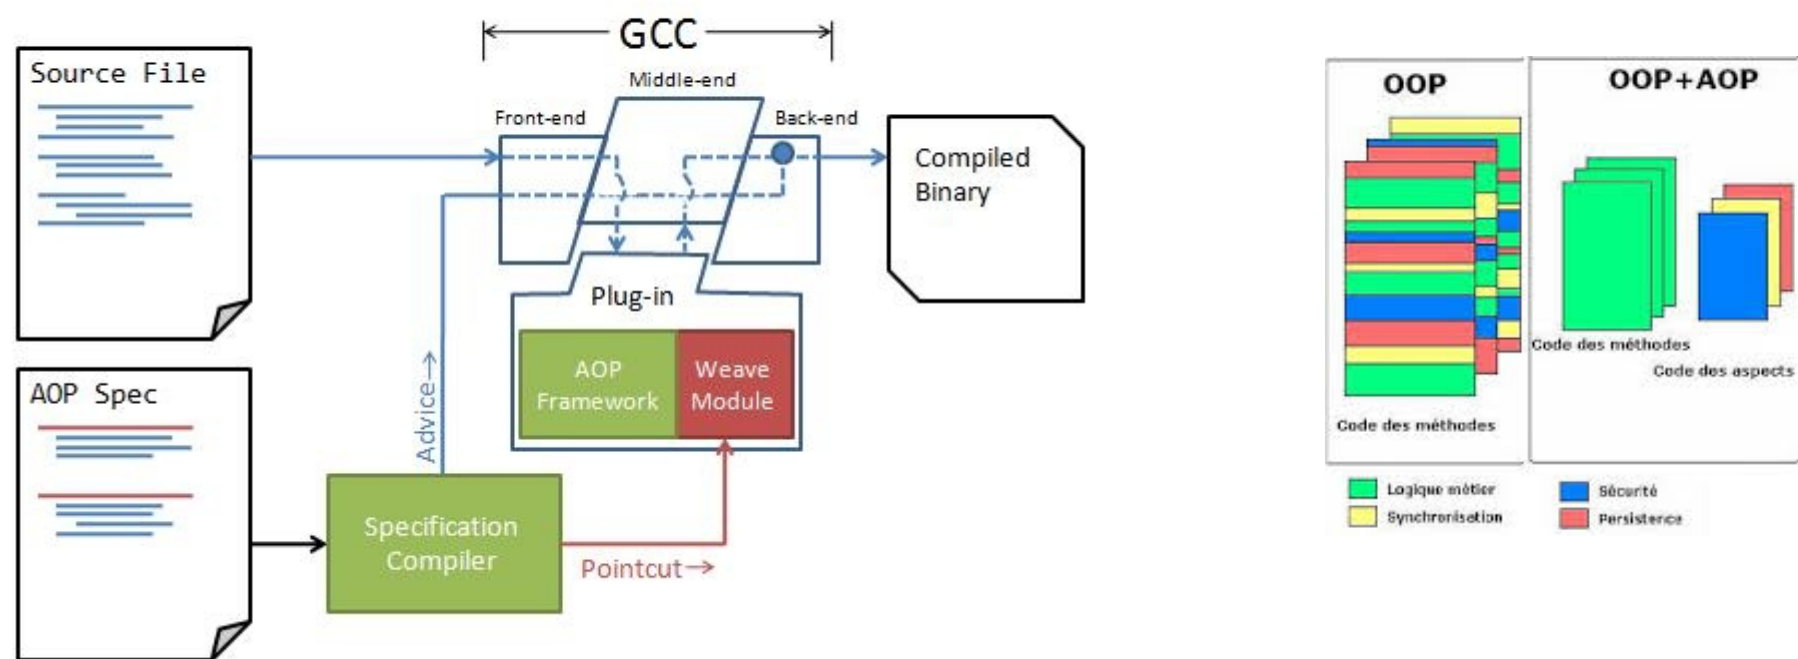 GCC
Source File
Middle-end
Front-end
Back-end
Compiled
Binary
Plug-in
AOP
Framework
Weave
Module
AOP Spec
Advice→
Specification
Compiler
Pointcut→
OOP
OOP+AOP
Code des méthodes
Code des aspects
Code des méthodes
Logique métier
Sécurité
Synchronisation
Persistence